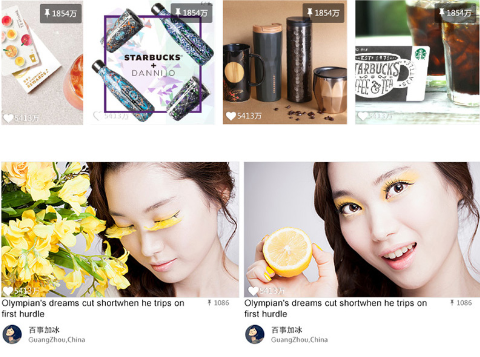 1854万
1854万
1854万
1854万
STARBUCKS
+
DANNIJO
STARBUCKS
COFFEE & TEA
5413万
5413万
5413万
5413万
5413万
5413万
Olympian's dreams cut shortwhen he trips on
first hurdle
1086
百事加冰
GuangZhou,China
Olympian's dreams cut shortwhen he trips on
first hurdle
1086
百事加冰
GuangZhou,China